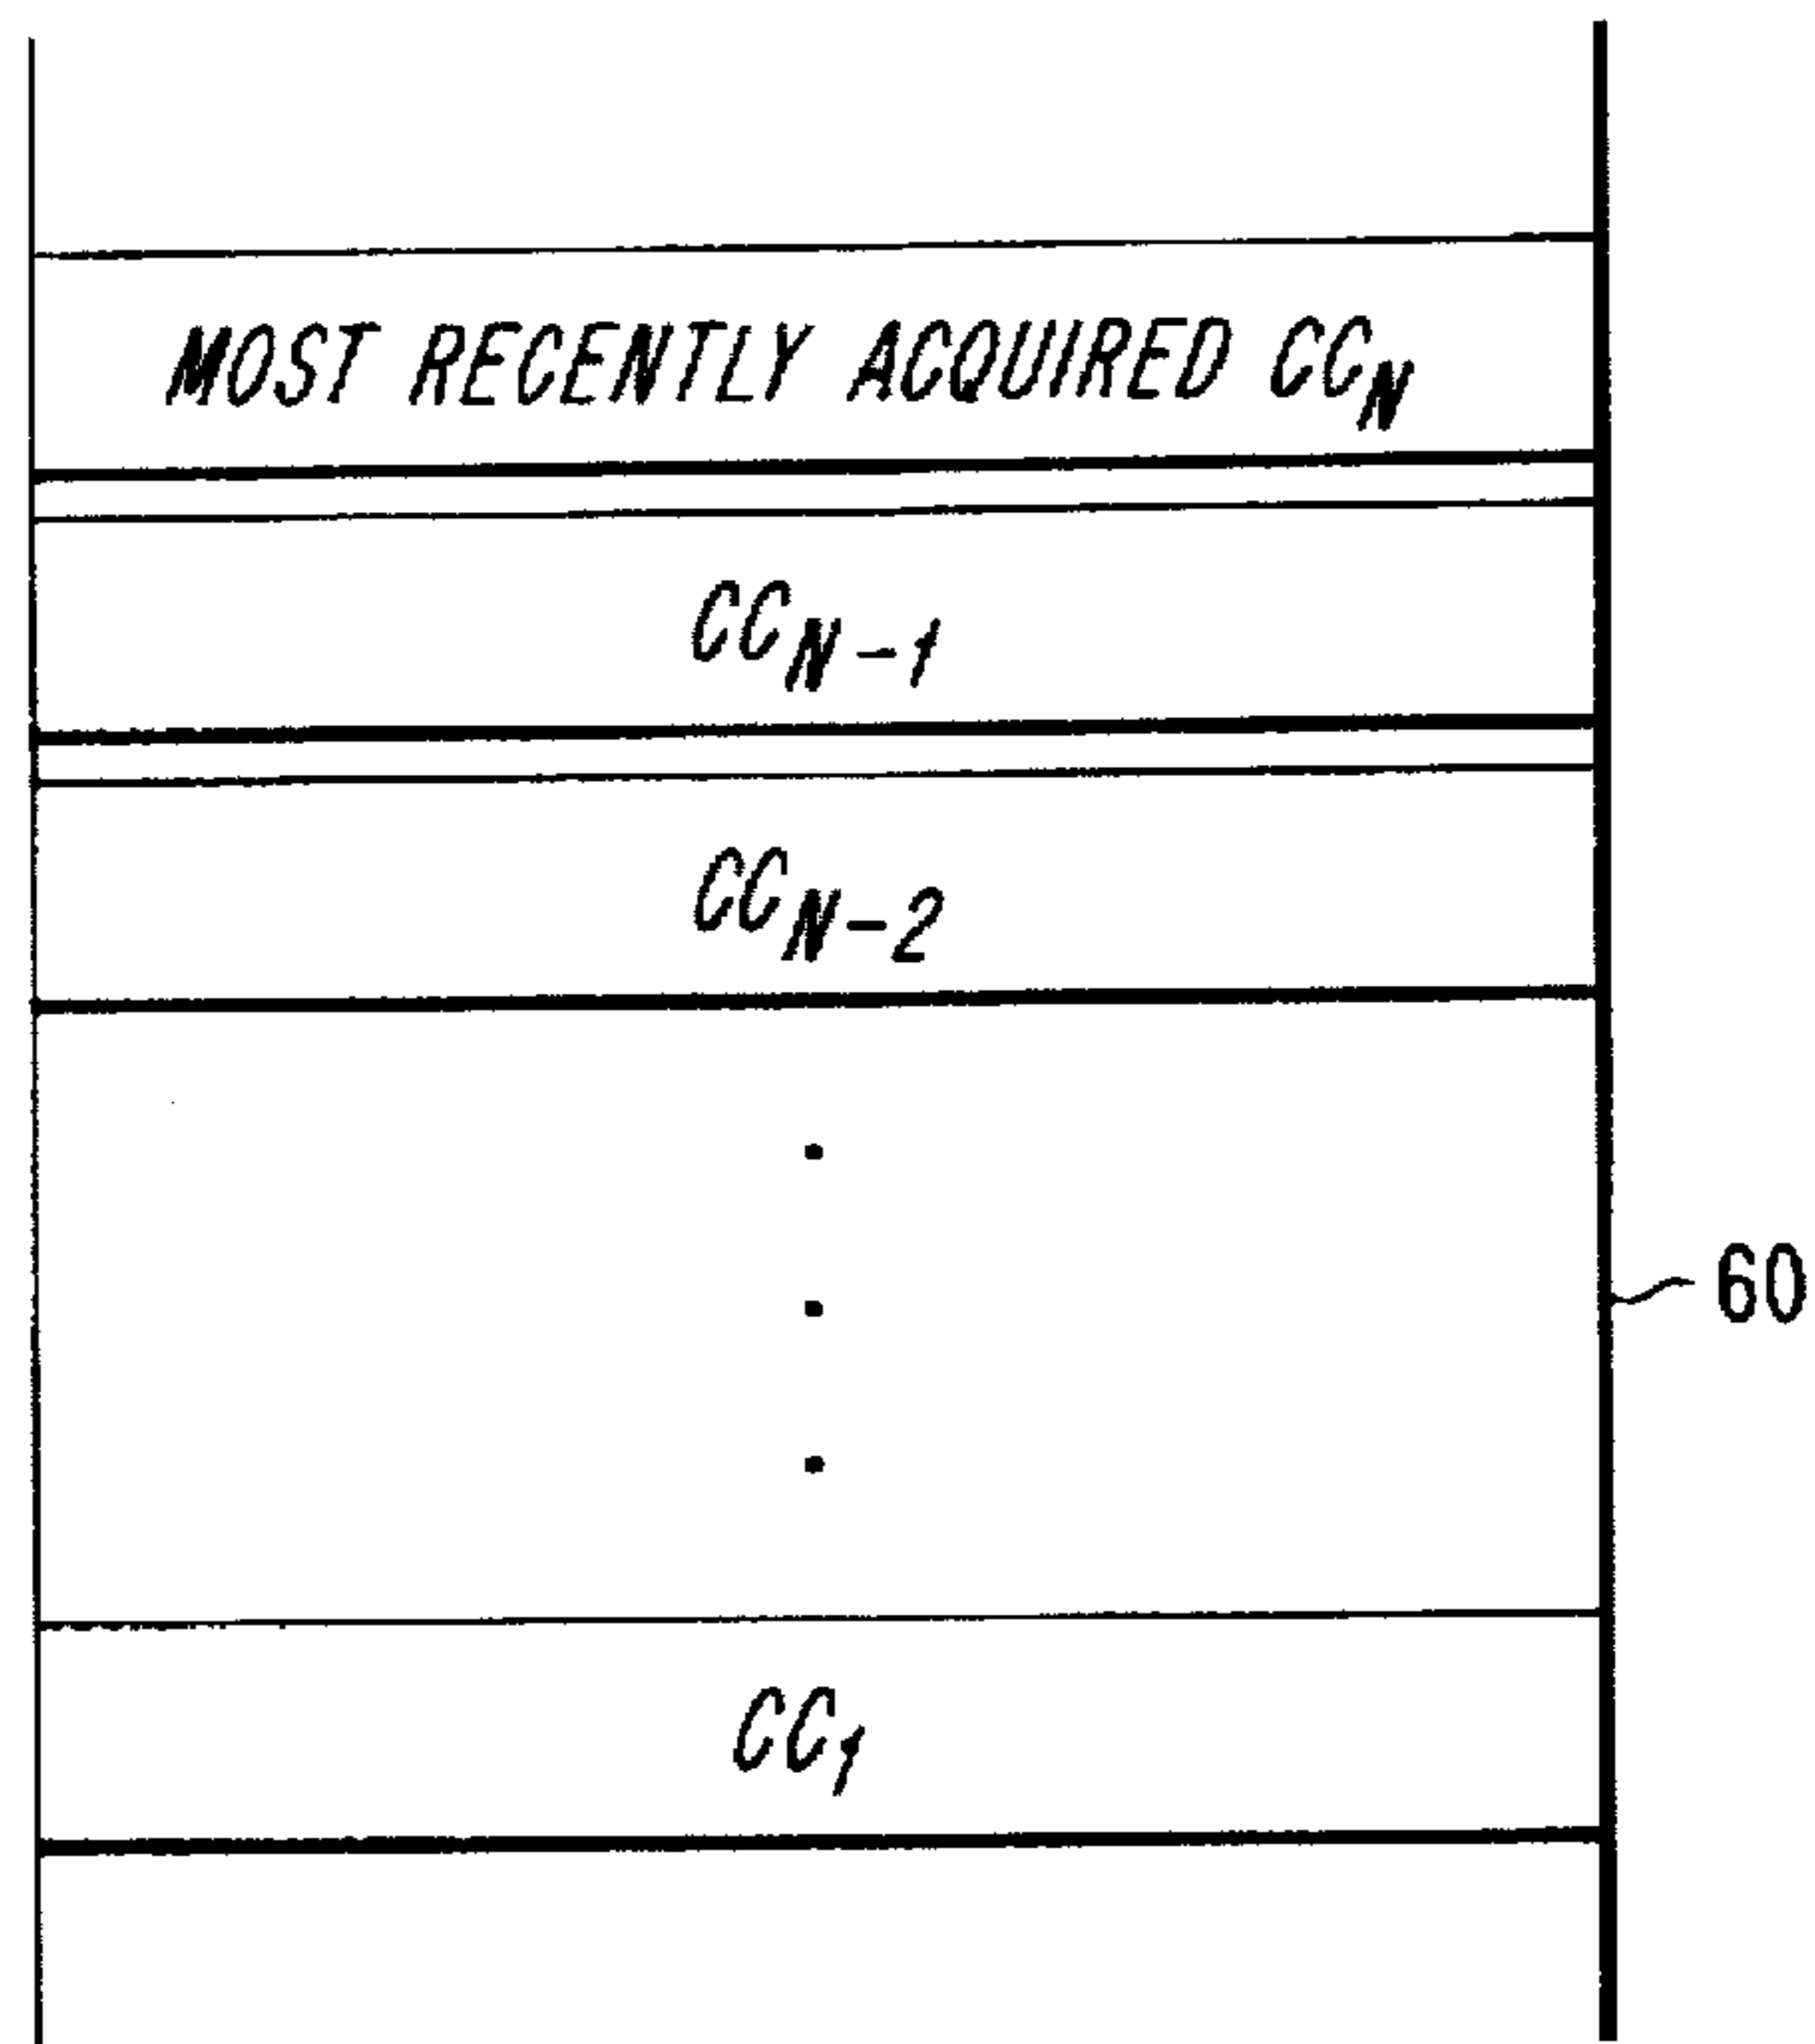 MOST RECENTLY ACQUIRED CC_N
CC_N-1
CC_N-2
60
CC_1